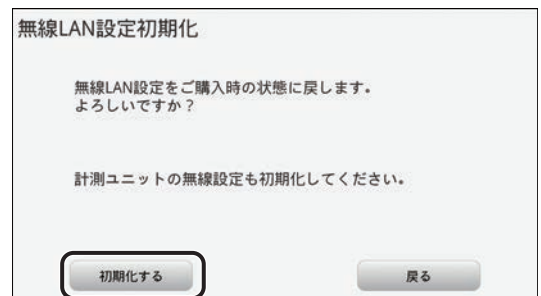 無線LAN設定初期化
無線LAN設定をご購入時の状態に戻します。
よろしいですか？
計測ユニットの無線設定も初期化してください。
初期化する
戻る